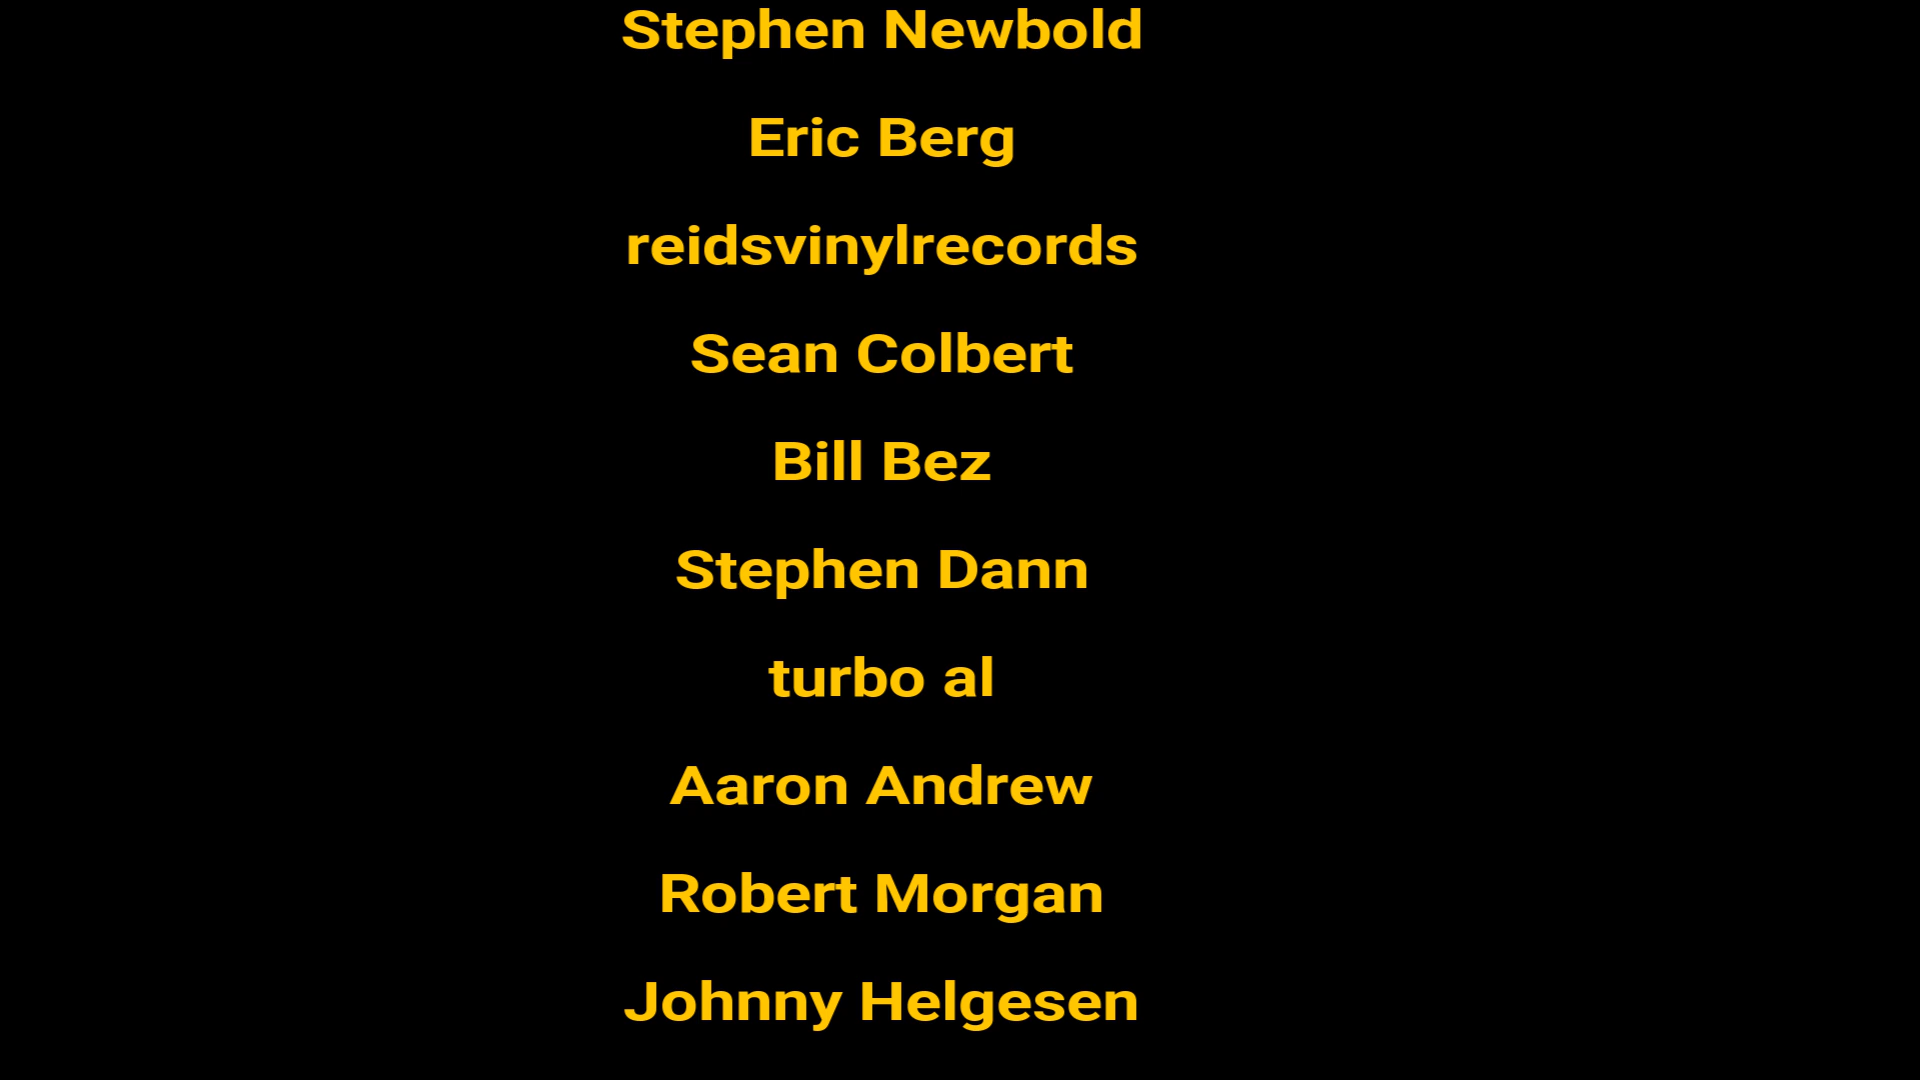 Stephen Newbold
Eric Berg
reidsvinylrecords
Sean Colbert
Bill Bez
Stephen Dann
turbo al
Aaron Andrew
Robert Morgan
Johnny Helgesen